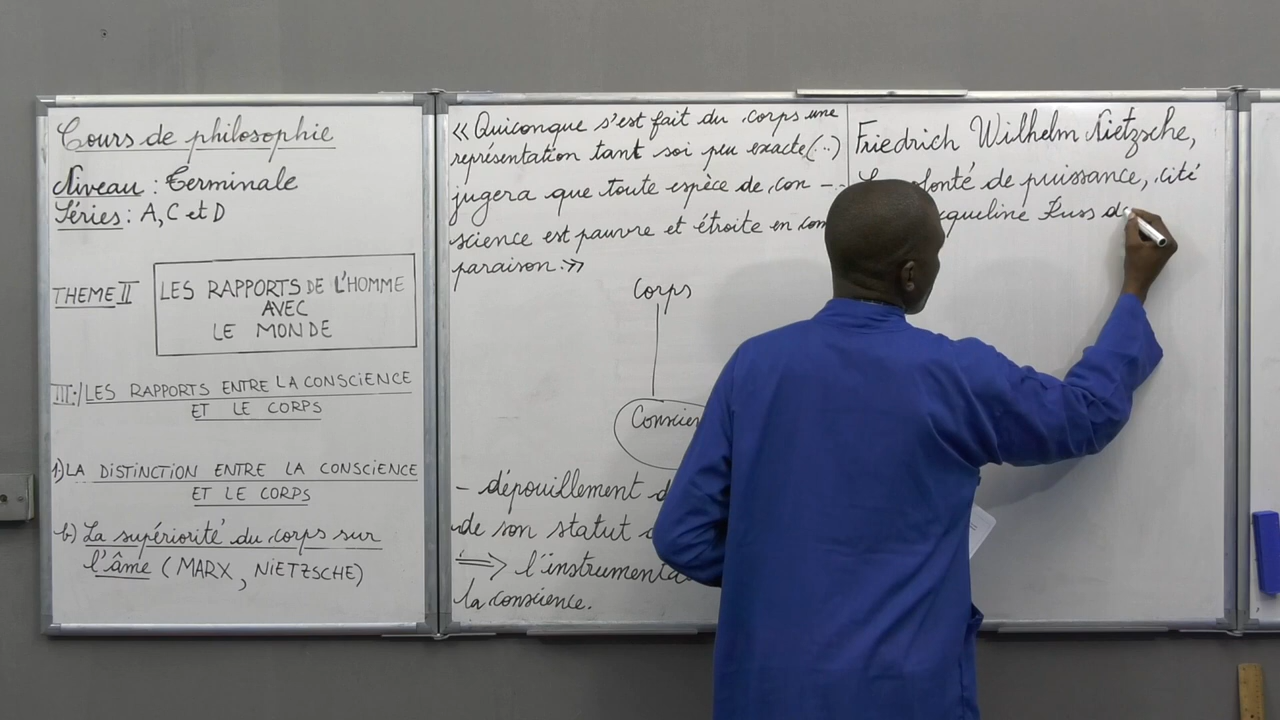 Cours de philosophie
Niveau : Terminale
Séries : A, C et D
THEME II
LES RAPPORTS DE L'HOMME
AVEC
LE MONDE
III:/LES RAPPORTS ENTRE LA CONSCIENCE
ET LE CORPS
1)LA DISTINCTION ENTRE LA CONSCIENCE
ET LE CORPS
b) La supériorité du corps sur
l'âme (MARX, NIETZSCHE)
<< Quiconque s'est fait du corps une
représentation tant soi peu exacte(...)
jugera que toute espèce de con -
science est pauvre et étroite en com
paraison.>>
Corps
Conscien
- dépouillement d
de son statut
=> l'instrumenta
la conscience.
Friedrich Wilhelm Nietzsche,
de puissance, cité
Russ da